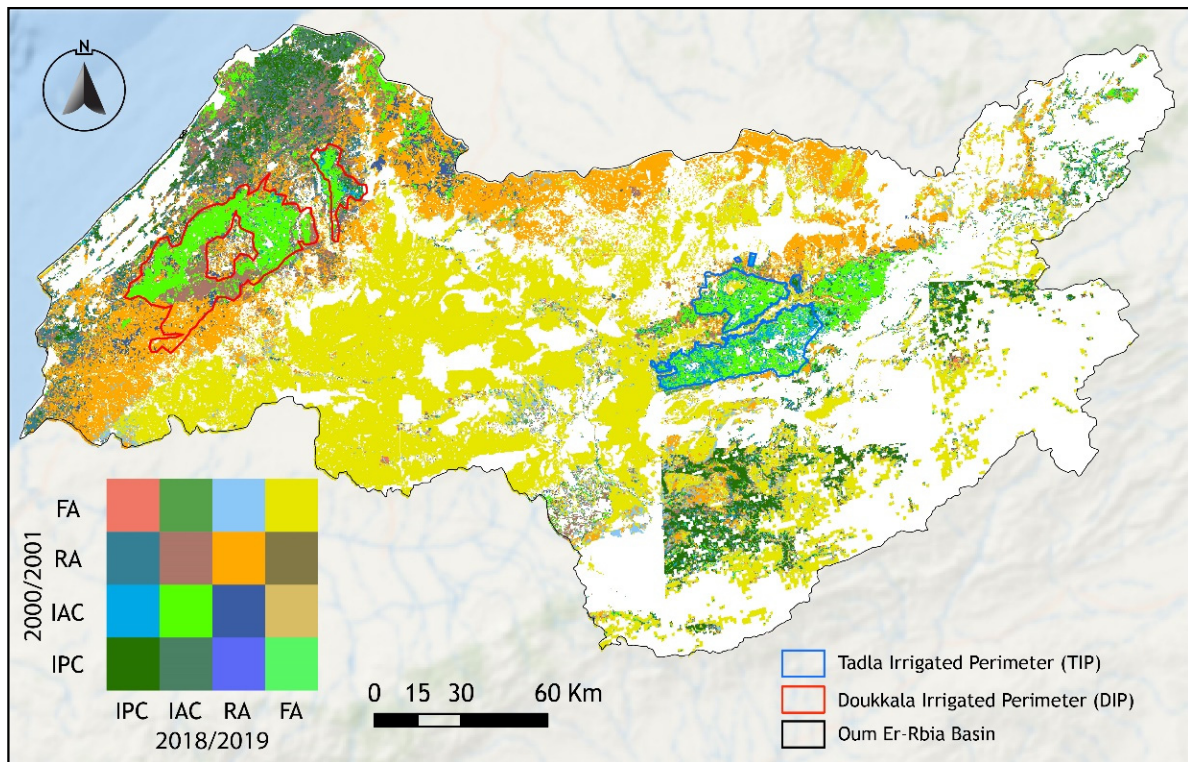 N
FA
RA
IAC
IPC
2000/2001
IPC IAC RA FA
2018/2019
0 15 30 60 Km
Tadla Irrigated Perimeter (TIP)
Doukkala Irrigated Perimeter (DIP)
Oum Er-Rbia Basin